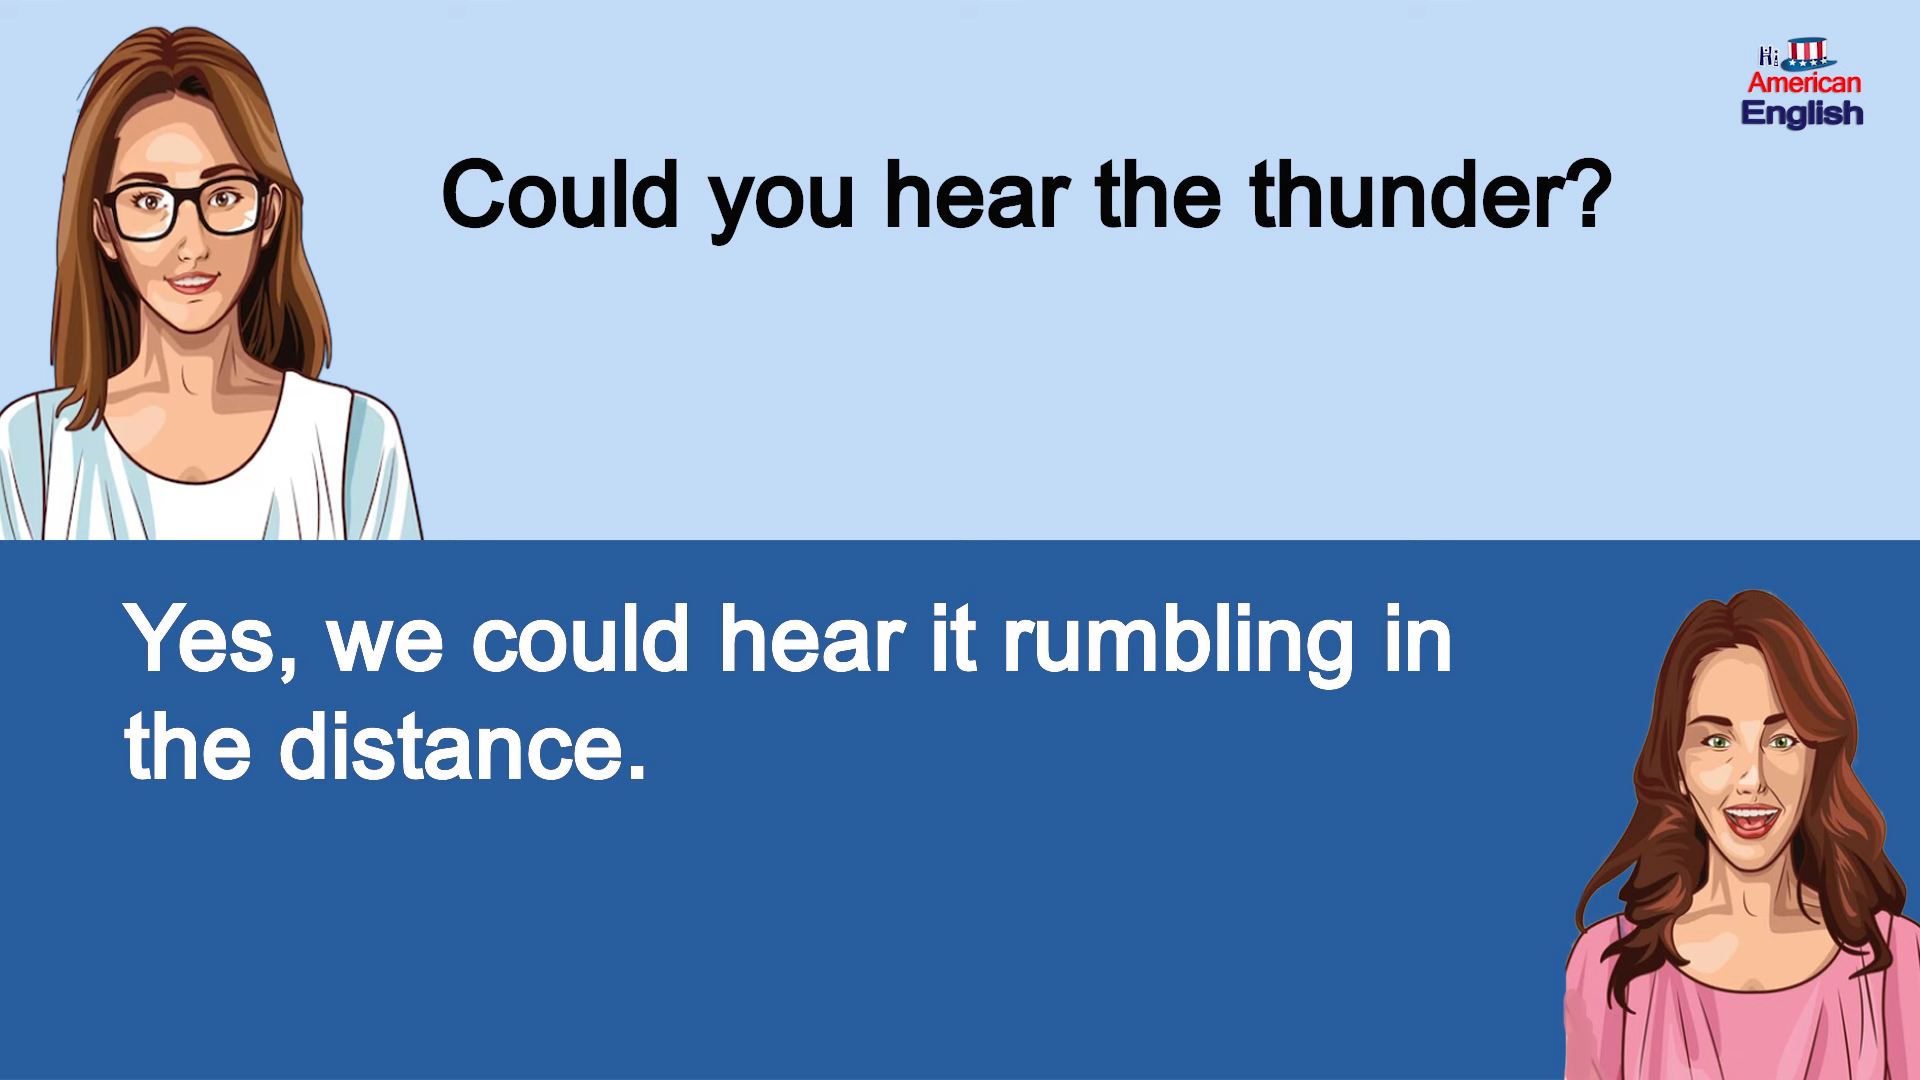 Hi
American
English
Could you hear the thunder?
Yes, we could hear it rumbling in
the distance.